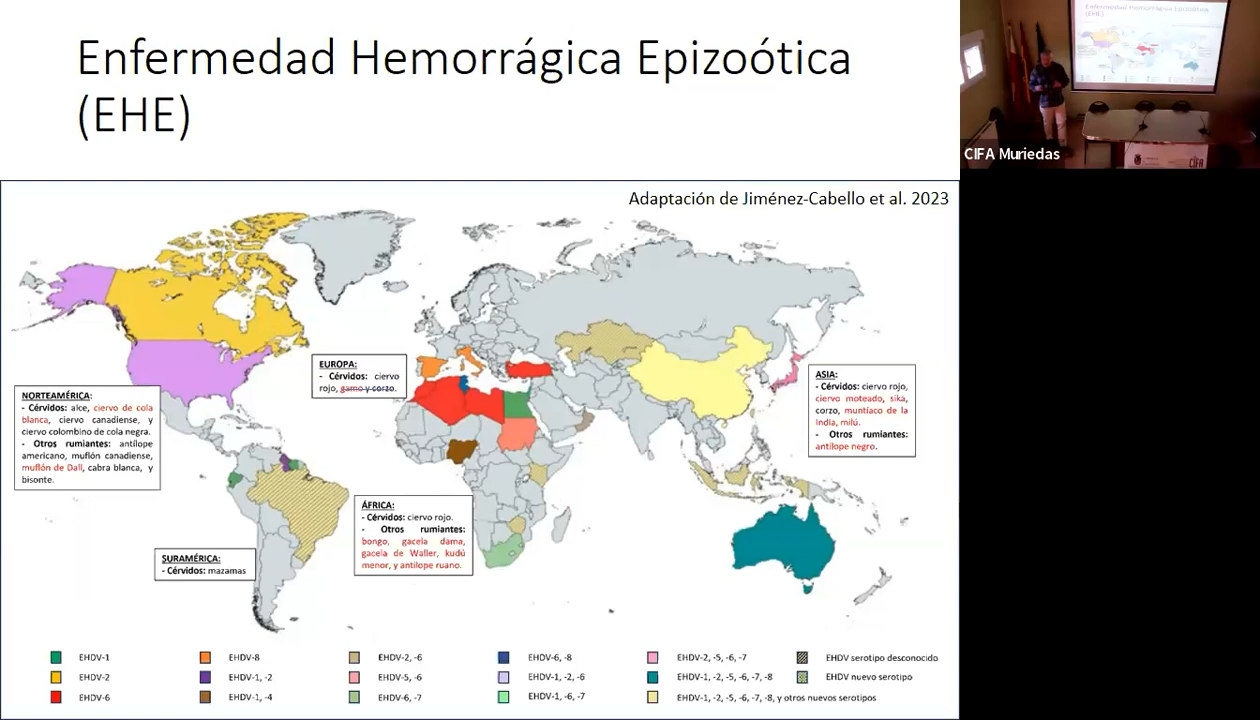 Enfermedad Hemorrágica Epizoótica
(EHE)
CIFA Muriedas
Adaptación de Jiménez-Cabello et al. 2023
EUROPA:
- Cérvidos: ciervo
rojo, gamo y corzo.
NORTEAMÉRICA:
- Cérvidos: alce, ciervo de cola
blanca, ciervo canadiense, y
ciervo colombino de cola negra.
- Otros rumiantes: antílope
americano, muflón canadiense,
muflón de Dall, cabra blanca, y
bisonte.
ASIA:
- Cérvidos: ciervo rojo,
ciervo moteado, sika,
corzo, muntíaco de la
India, milú.
- Otros rumiantes:
antílope negro.
ÁFRICA:
- Cérvidos: ciervo rojo.
- Otros rumiantes:
bongo, gacela dama,
gacela de Waller, kudú
menor, y antílope ruano.
SURAMÉRICA:
- Cérvidos: mazamas
EHDV-1
EHDV-8
EHDV-2, -6
EHDV-6, -8
EHDV-2, -5, -6, -7
EHDV serotipo desconocido
EHDV-2
EHDV-1, -2
EHDV-5, -6
EHDV-1, -2, -6
EHDV-1, -2, -5, -6, -7, -8
EHDV nuevo serotipo
EHDV-6
EHDV-1, -4
EHDV-6, -7
EHDV-1, -6, -7
EHDV-1, -2, -5, -6, -7, -8, y otros nuevos serotipos
Enfermedad Hemorrágica Epizoótica
(EHE)
CIFA